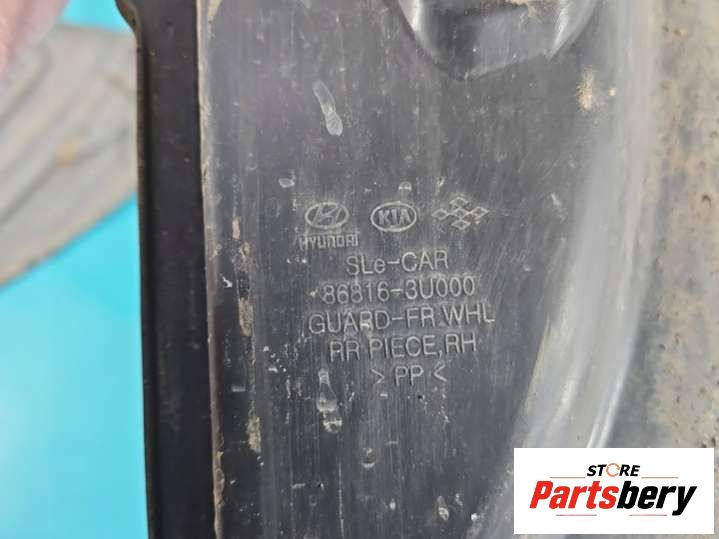 HYUNDAI KIA
SLe-CAR
86816-3U000
GUARD-FR WHL
RR PIECE,RH
>PP<
STORE
Partsbery